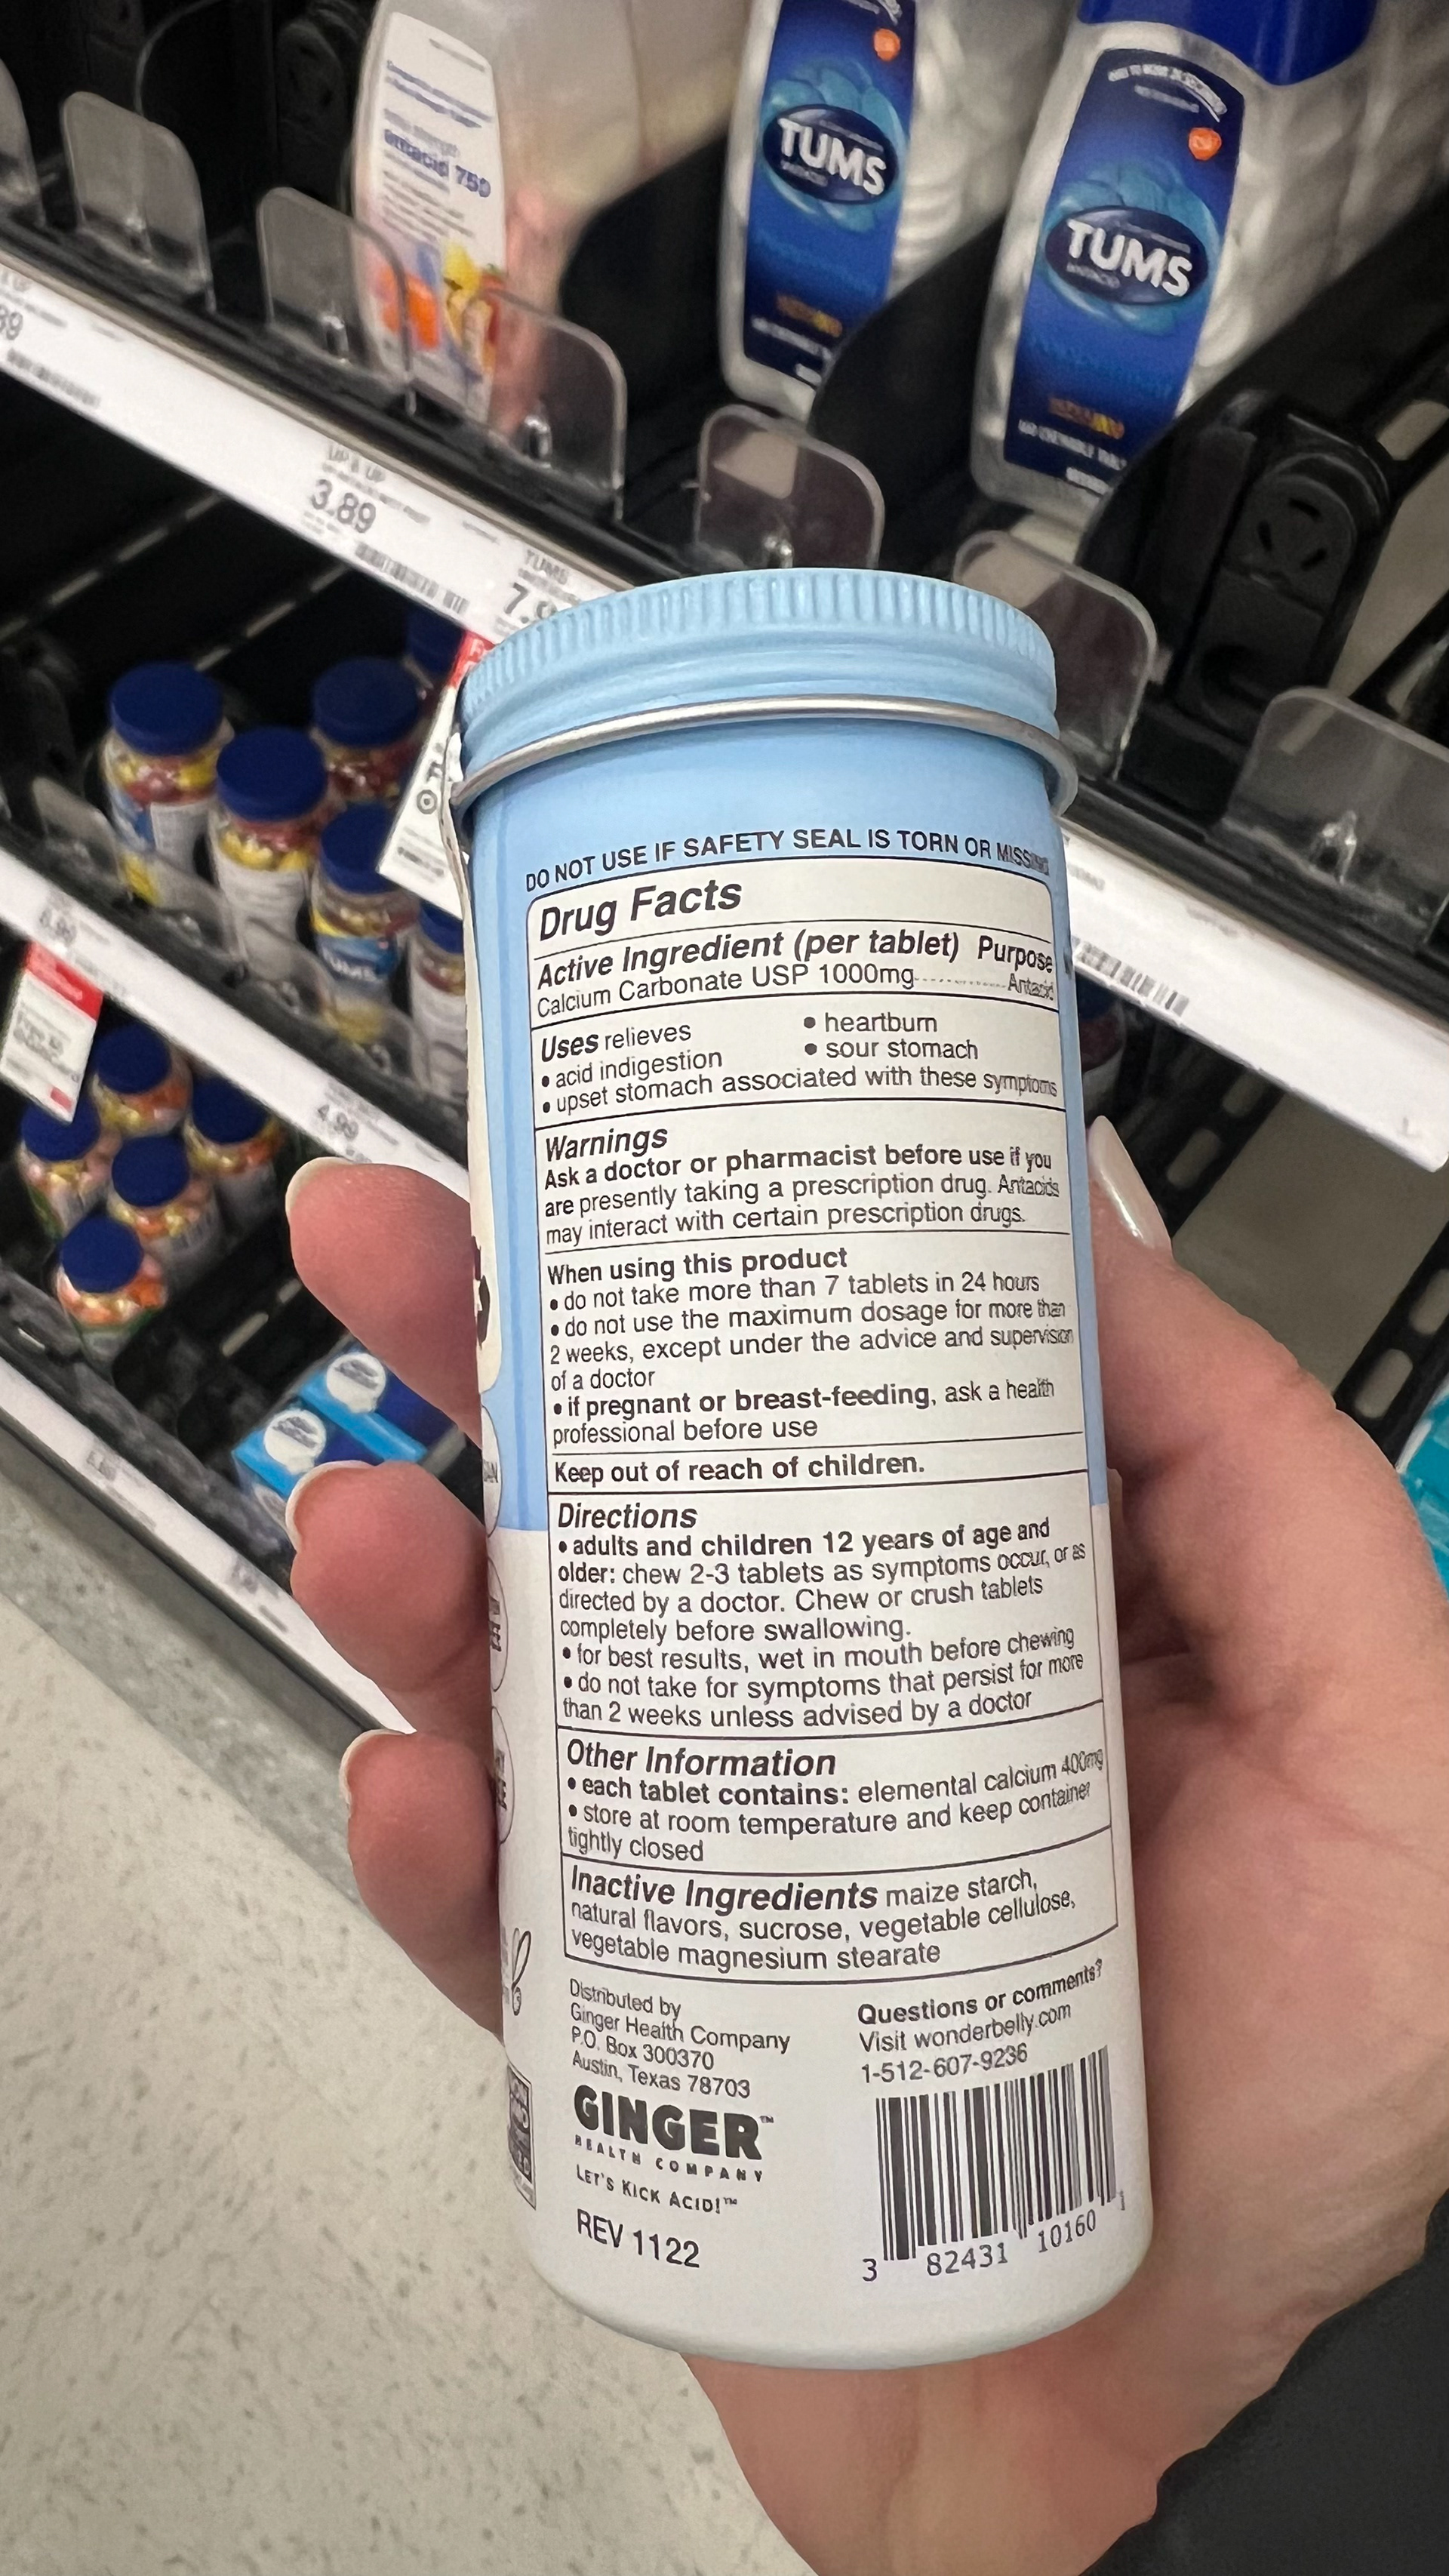 antacid 750
TUMS
TUMS
UP & UP
3.89
TUMS
4.99
DO NOT USE IF SAFETY SEAL IS TORN OR MISSING
Drug Facts
Active Ingredient (per tablet) Purpose
Calcium Carbonate USP 1000mg Antacid
Uses relieves
• heartburn
• acid indigestion
• sour stomach
• upset stomach associated with these symptoms
Warnings
Ask a doctor or pharmacist before use if you
are presently taking a prescription drug. Antacids
may interact with certain prescription drugs.
When using this product
• do not take more than 7 tablets in 24 hours
• do not use the maximum dosage for more than
2 weeks, except under the advice and supervision
of a doctor
• if pregnant or breast-feeding, ask a health
professional before use
Keep out of reach of children.
Directions
• adults and children 12 years of age and
older: chew 2-3 tablets as symptoms occur, or as
directed by a doctor. Chew or crush tablets
completely before swallowing.
• for best results, wet in mouth before chewing
• do not take for symptoms that persist for more
than 2 weeks unless advised by a doctor
Other Information
• each tablet contains: elemental calcium 400mg
• store at room temperature and keep container
tightly closed
Inactive Ingredients maize starch,
natural flavors, sucrose, vegetable cellulose,
vegetable magnesium stearate
Distributed by
Ginger Health Company
P.O. Box 300370
Austin, Texas 78703
GINGER™
HEALTH COMPANY
LET'S KICK ACID!™
REV 1122
Questions or comments?
Visit wonderbelly.com
1-512-607-9236
3 82431 10160 1